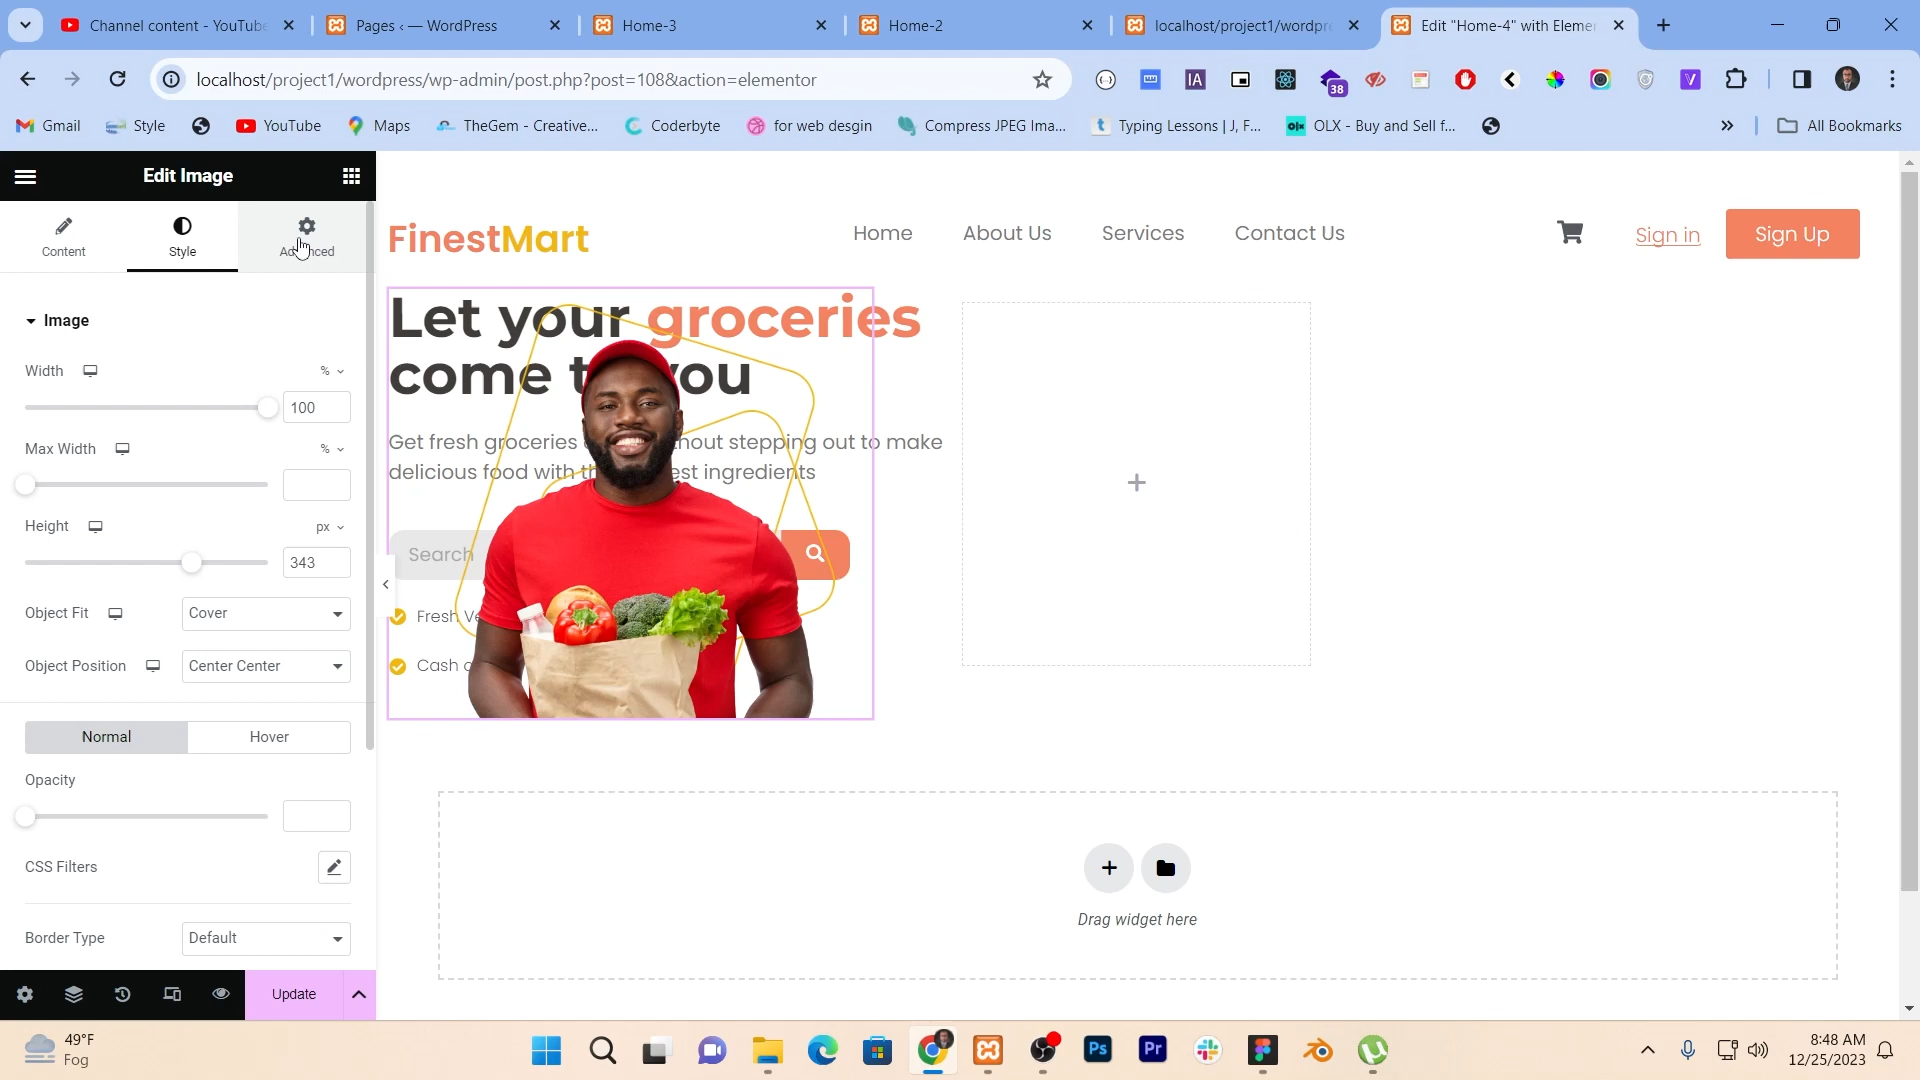 Channel content - YouTube
Pages ‹ — WordPress
Home-3
Home-2
localhost/project1/wordpre
Edit "Home-4" with Elemen
localhost/project1/wordpress/wp-admin/post.php?post=108&action=elementor
IA
38
V
Gmail
Style
YouTube
Maps
TheGem - Creative...
Coderbyte
for web desgin
Compress JPEG Ima...
Typing Lessons | J, F...
OLX - Buy and Sell f...
All Bookmarks
Edit Image
Content
Style
Advanced
FinestMart
Home
About Us
Services
Contact Us
Sign in
Sign Up
Image
Width
%
100
Max Width
%
Height
px
343
Object Fit
Cover
Object Position
Center Center
Normal
Hover
Opacity
CSS Filters
Border Type
Default
Let your groceries
come t you
Get fresh groceries hout stepping out to make
delicious food with th est ingredients
Search
Fresh Ve
Cash o
Drag widget here
Update
49°F
Fog
Ps
Pr
8:48 AM
12/25/2023